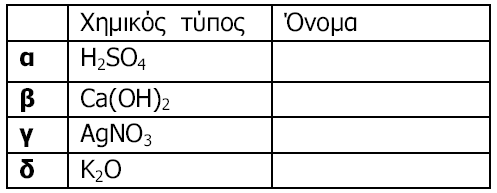 Χημικός τύπος Όνομα
α H₂SO₄
β Ca(OH)₂
γ AgNO₃
δ K₂O